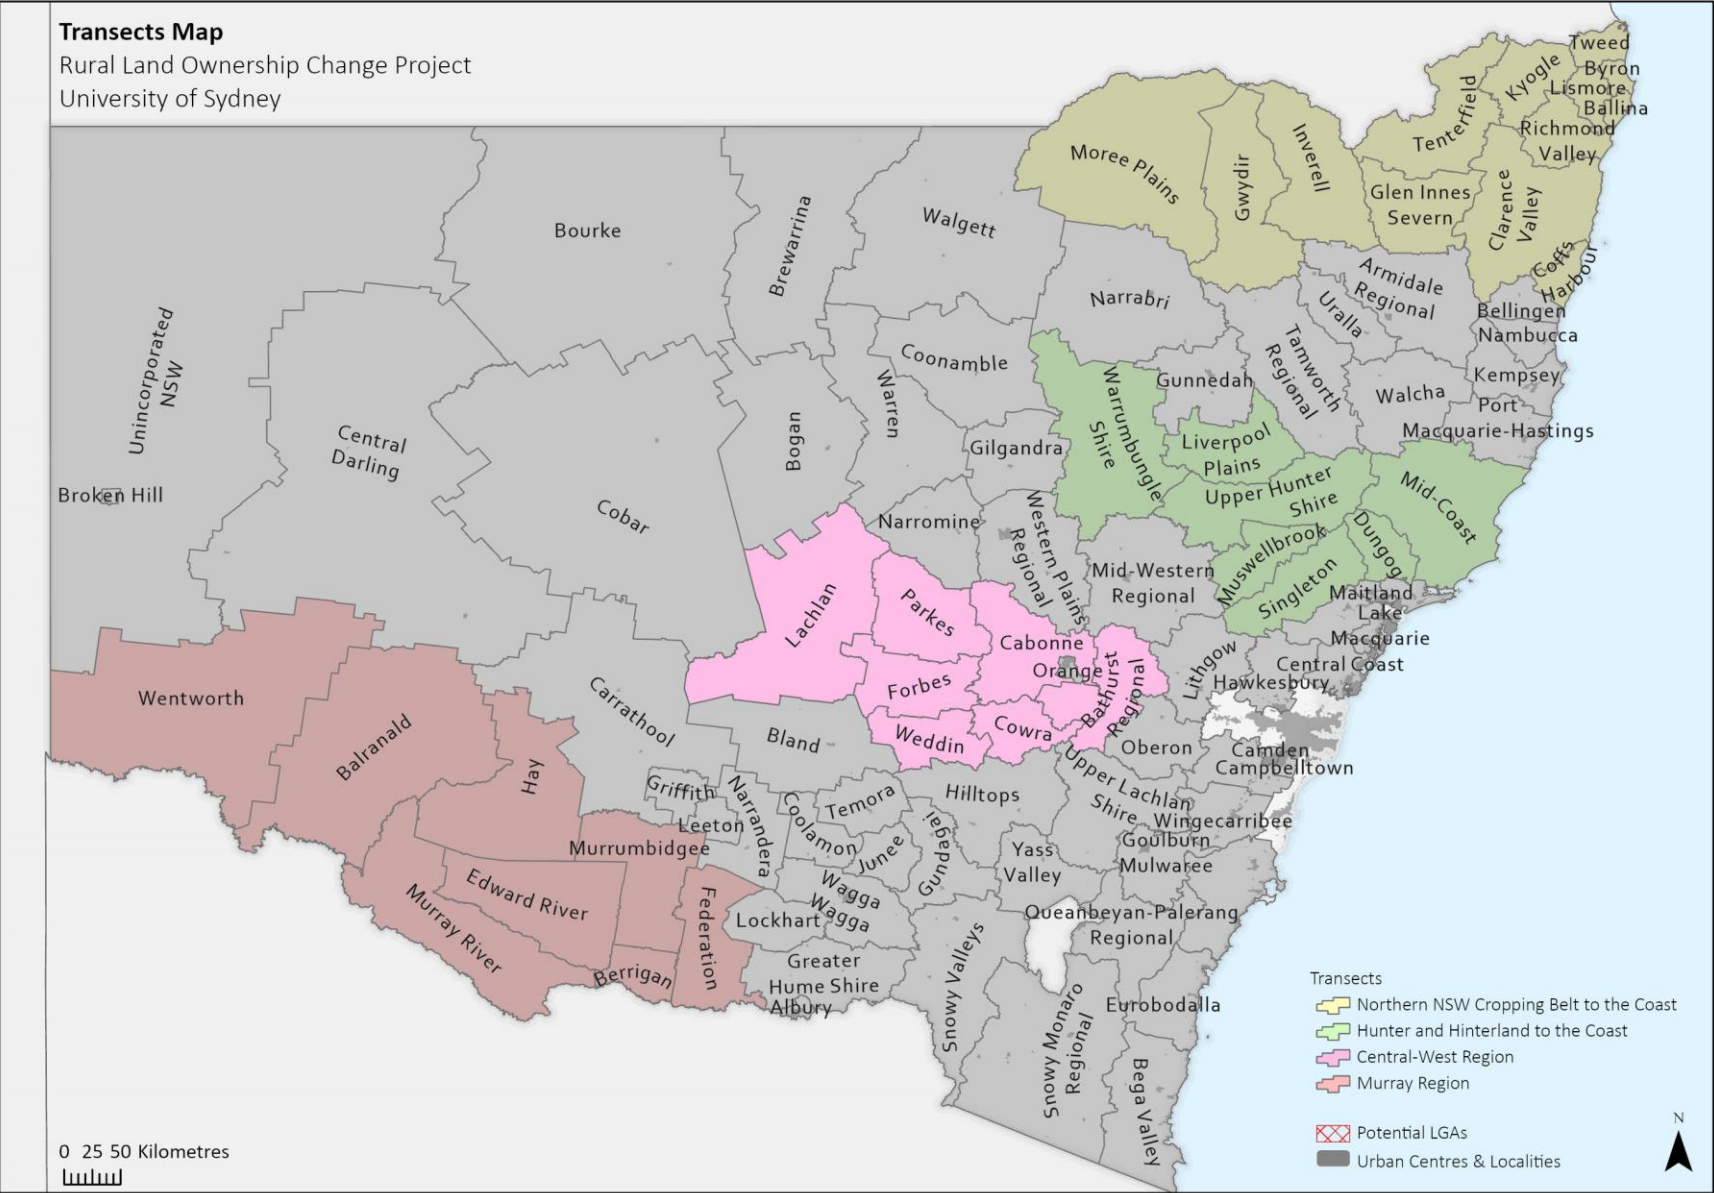 Transects Map
Rural Land Ownership Change Project
University of Sydney
Tweed
Kyogle
Byron
Lismore
Ballina
Tenterfield
Richmond
Valley
Moree Plains
Gwydir
Inverell
Glen Innes
Severn
Clarence
Valley
Coffs
Harbour
Bourke
Brewarrina
Walgett
Narrabri
Armidale
Regional
Uralla
Bellingen
Nambucca
Unincorporated
NSW
Coonamble
Warren
Warrumbungle
Shire
Gunnedah
Tamworth
Regional
Walcha
Kempsey
Port
Macquarie-Hastings
Central
Darling
Broken Hill
Cobar
Bogan
Gilgandra
Liverpool
Plains
Upper Hunter
Shire
Mid-Coast
Narromine
Western Plains
Regional
Mid-Western
Regional
Muswellbrook
Dungog
Singleton
Maitland
Lake
Macquarie
Lachlan
Parkes
Cabonne
Orange
Bathurst
Regional
Lithgow
Central Coast
Hawkesbury
Wentworth
Balranald
Hay
Carrathool
Forbes
Bland
Weddin
Cowra
Oberon
Camden
Campbelltown
Griffith
Leeton
Narrandera
Coolamon
Temora
Junee
Gundagai
Hilltops
Upper Lachlan
Shire
Wingecarribee
Goulburn
Mulwaree
Yass
Valley
Murrumbidgee
Edward River
Murray River
Federation
Berrigan
Wagga
Wagga
Lockhart
Greater
Hume Shire
Albury
Snowy Valleys
Queanbeyan-Palerang
Regional
Snowy Monaro
Regional
Eurobodalla
Bega Valley
Transects
Northern NSW Cropping Belt to the Coast
Hunter and Hinterland to the Coast
Central-West Region
Murray Region
Potential LGAs
Urban Centres & Localities
N
0 25 50 Kilometres